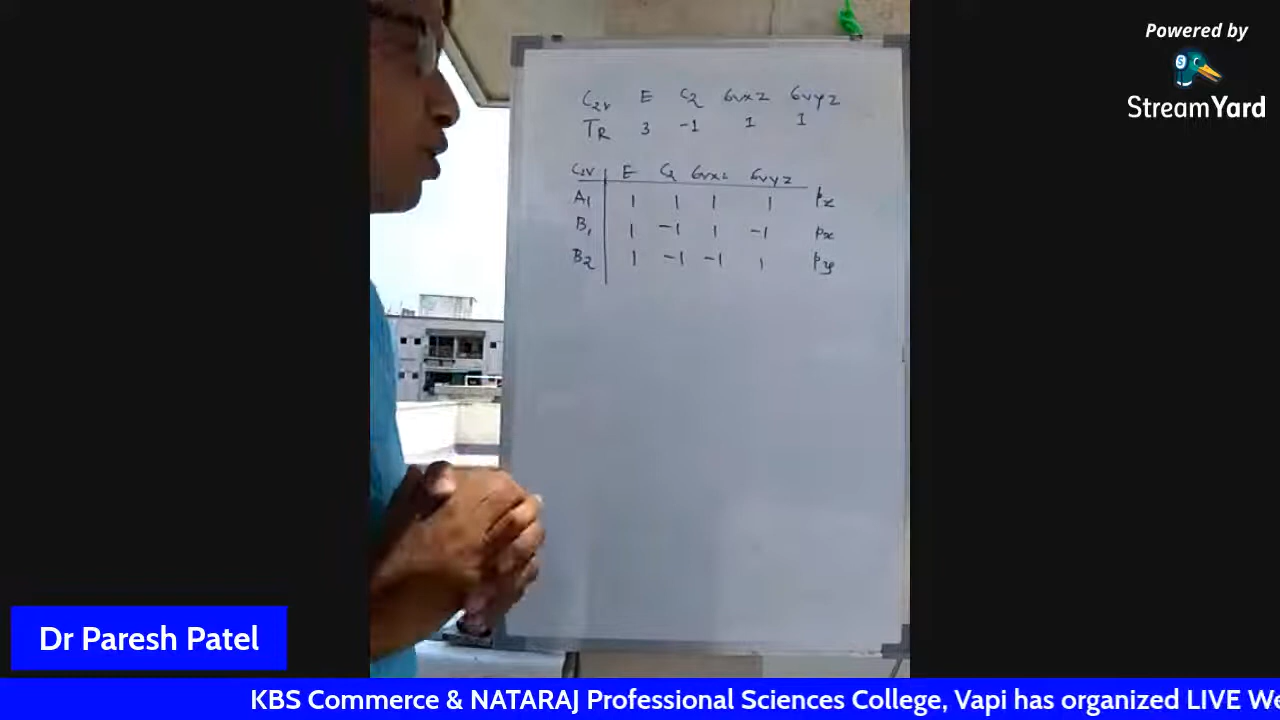 Powered by
StreamYard
C2v E C2 σvxz σvyz
TR 3 -1 1 1
C2v E C2 σvxz σvyz
A1 1 1 1 1 pz
B1 1 -1 1 -1 px
B2 1 -1 -1 1 py
Dr Paresh Patel
KBS Commerce & NATARAJ Professional Sciences College, Vapi has organized LIVE We